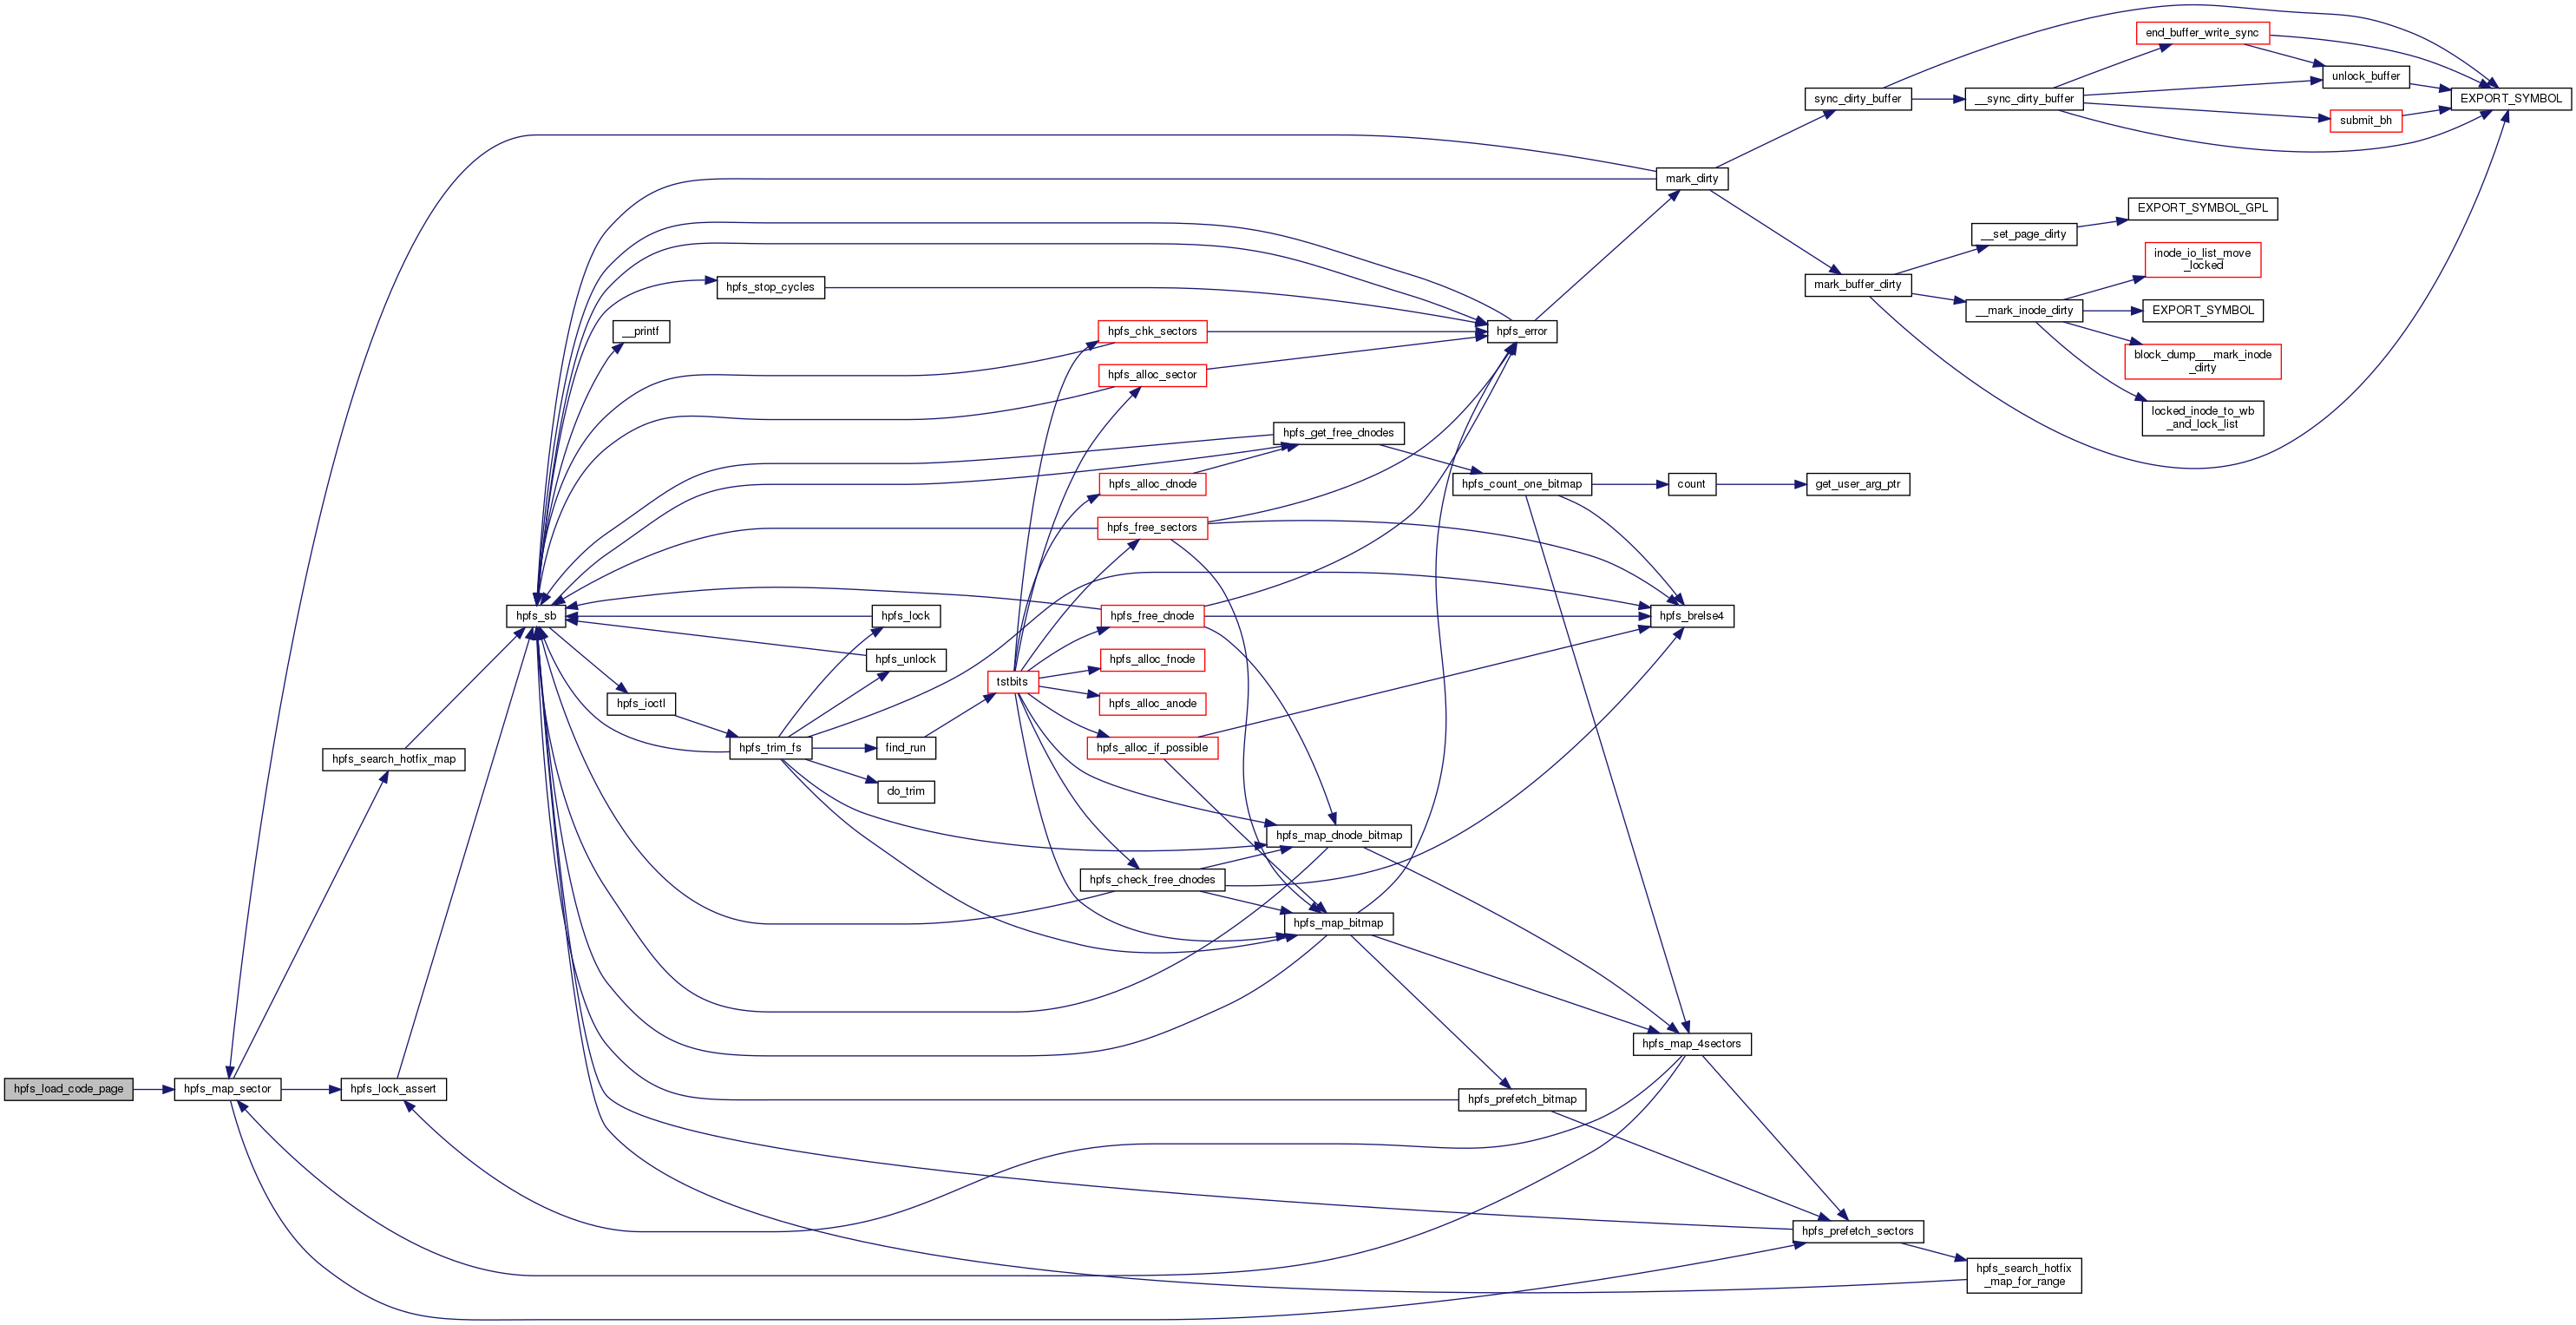 end_buffer_write_sync
unlock_buffer
sync_dirty_buffer
__sync_dirty_buffer
EXPORT_SYMBOL
submit_bh
mark_dirty
EXPORT_SYMBOL_GPL
__set_page_dirty
inode_io_list_move
_locked
hpfs_stop_cycles
mark_buffer_dirty
__mark_inode_dirty
EXPORT_SYMBOL
__printf
hpfs_chk_sectors
hpfs_error
block_dump___mark_inode
_dirty
hpfs_alloc_sector
locked_inode_to_wb
_and_lock_list
hpfs_get_free_dnodes
hpfs_alloc_dnode
hpfs_count_one_bitmap
count
get_user_arg_ptr
hpfs_free_sectors
hpfs_sb
hpfs_lock
hpfs_free_dnode
hpfs_brelse4
hpfs_unlock
hpfs_alloc_fnode
tstbits
hpfs_ioctl
hpfs_alloc_anode
hpfs_search_hotfix_map
hpfs_trim_fs
find_run
hpfs_alloc_if_possible
do_trim
hpfs_map_dnode_bitmap
hpfs_check_free_dnodes
hpfs_map_bitmap
hpfs_map_4sectors
hpfs_load_code_page
hpfs_map_sector
hpfs_lock_assert
hpfs_prefetch_bitmap
hpfs_prefetch_sectors
hpfs_search_hotfix
_map_for_range